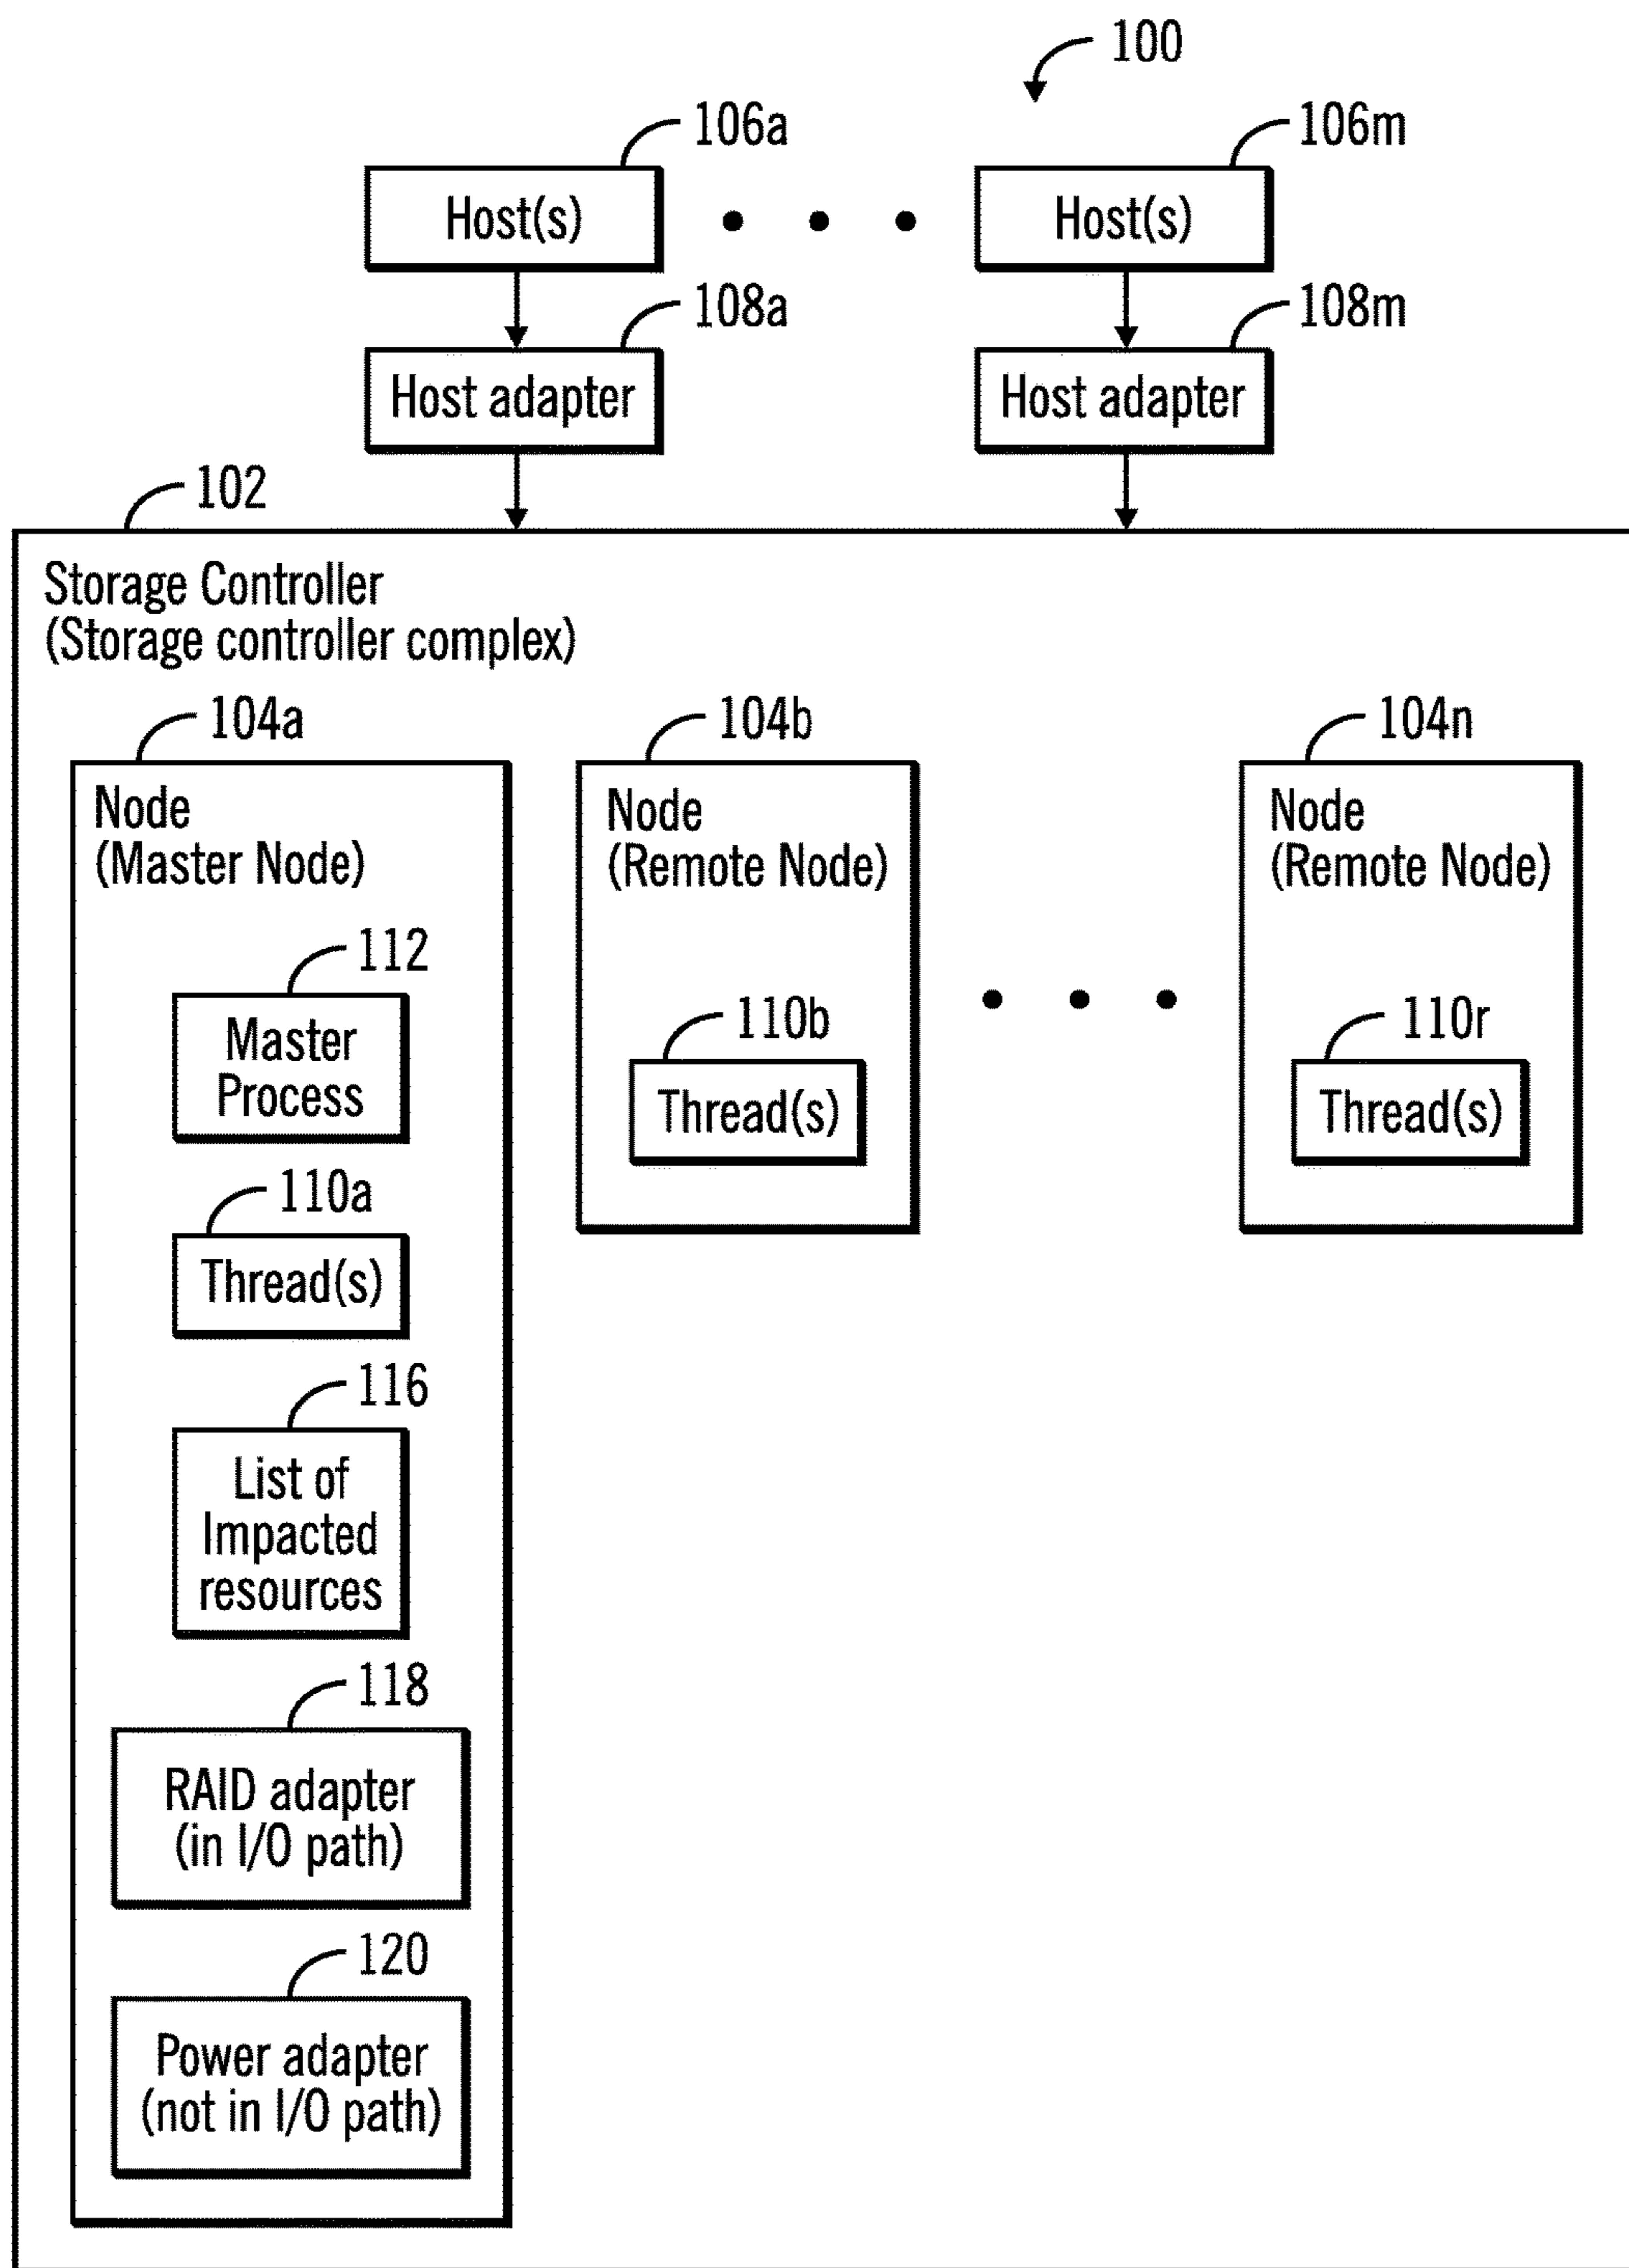 100
106a
106m
Host(s)
Host(s)
108a
108m
Host adapter
Host adapter
102
Storage Controller
(Storage controller complex)
104a
104b
104n
Node
(Master Node)
Node
(Remote Node)
Node
(Remote Node)
112
Master
Process
110b
Thread(s)
110r
Thread(s)
110a
Thread(s)
116
List of
Impacted
resources
118
RAID adapter
(in I/O path)
120
Power adapter
(not in I/O path)